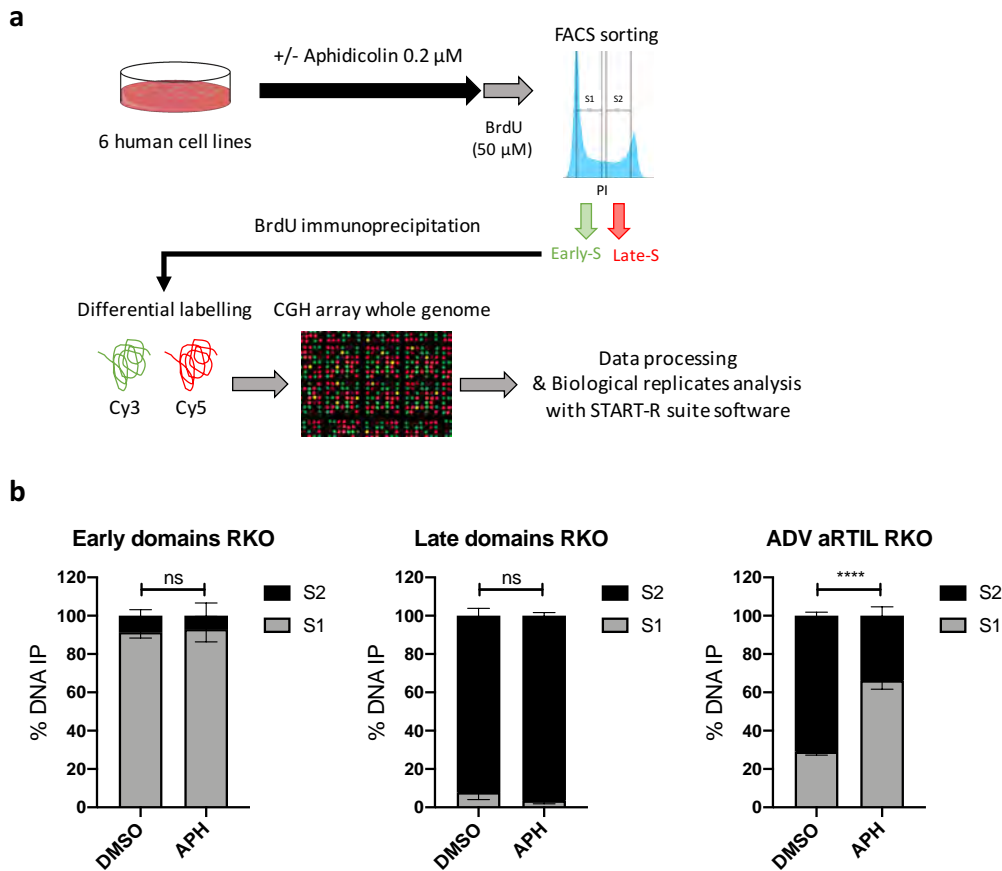 a
FACS sorting
+/- Aphidicolin 0.2 µM
S1 S2
6 human cell lines
BrdU
(50 µM)
PI
BrdU immunoprecipitation
Early-S Late-S
Differential labelling
CGH array whole genome
Data processing
& Biological replicates analysis
with START-R suite software
Cy3 Cy5
b
Early domains RKO
ns
120
100
80
60
40
20
0
% DNA IP
S2
S1
DMSO
APH
Late domains RKO
ns
120
100
80
60
40
20
0
% DNA IP
S2
S1
DMSO
APH
ADV aRTIL RKO
****
120
100
80
60
40
20
0
% DNA IP
S2
S1
DMSO
APH